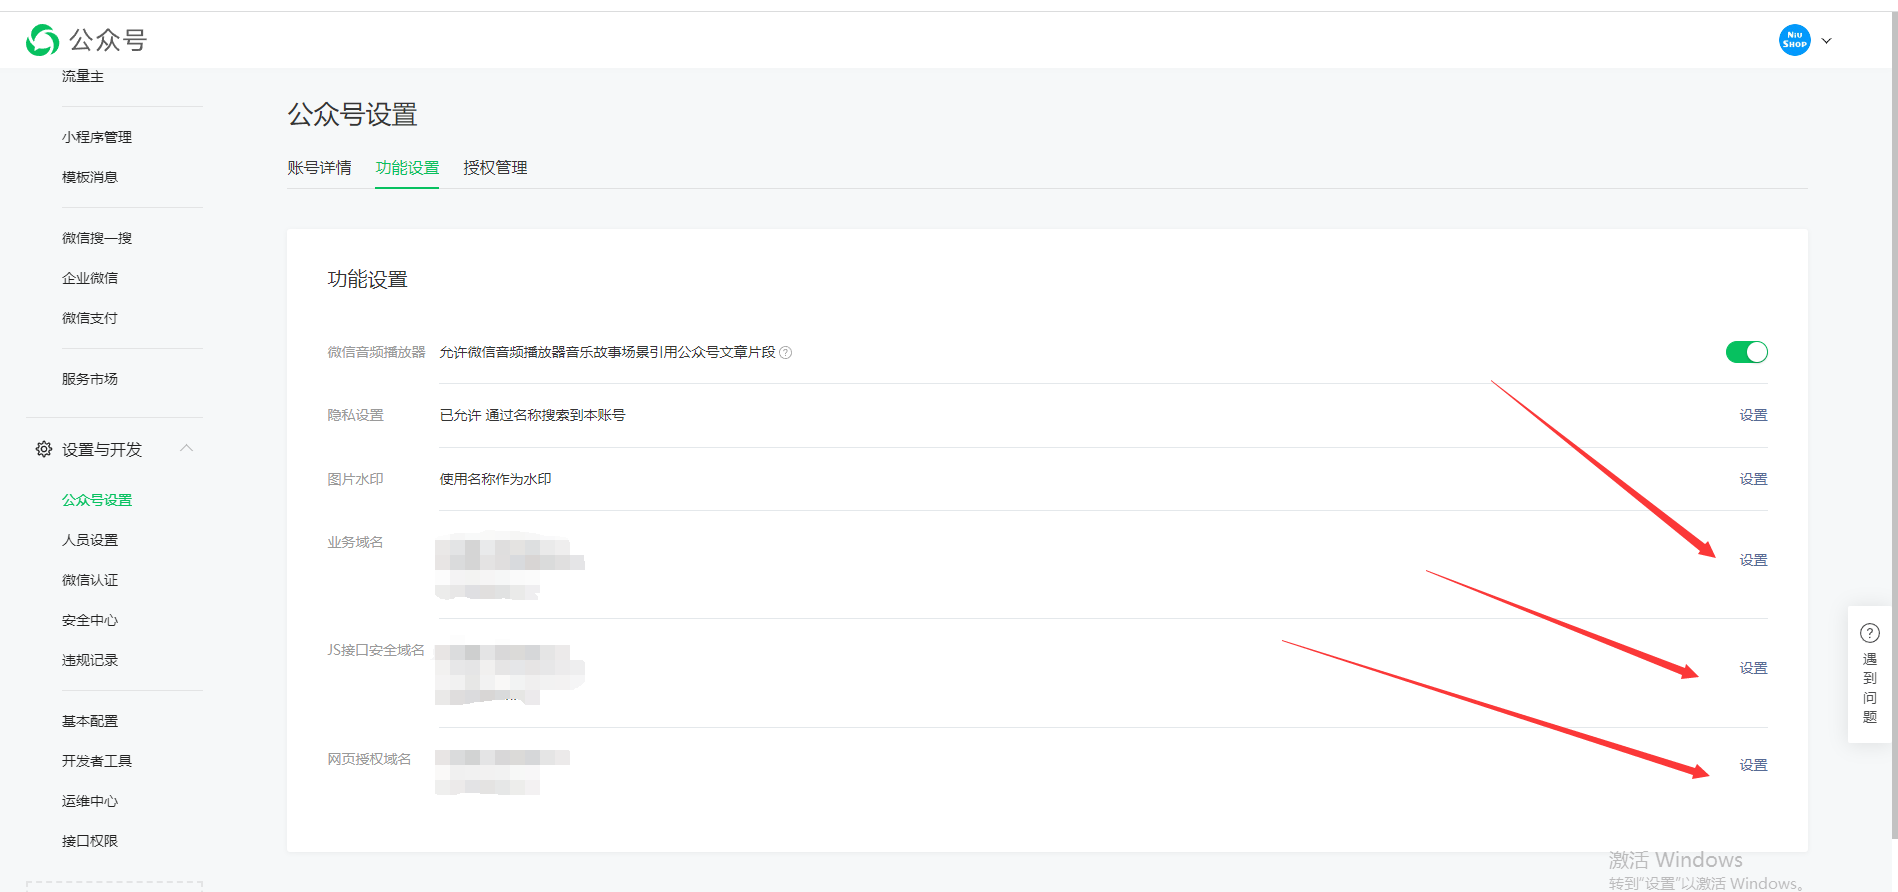 公众号
NIU
SHOP
流量主
小程序管理
模板消息
微信搜一搜
企业微信
微信支付
服务市场
设置与开发
公众号设置
人员设置
微信认证
安全中心
违规记录
基本配置
开发者工具
运维中心
接口权限
公众号设置
账号详情 功能设置 授权管理
功能设置
微信音频播放器 允许微信音频播放器音乐故事场景引用公众号文章片段 ?
隐私设置 已允许 通过名称搜索到本账号 设置
图片水印 使用名称作为水印 设置
业务域名 设置
JS接口安全域名 设置
网页授权域名 设置
?
遇
到
问
题
激活 Windows
转到“设置”以激活 Windows。